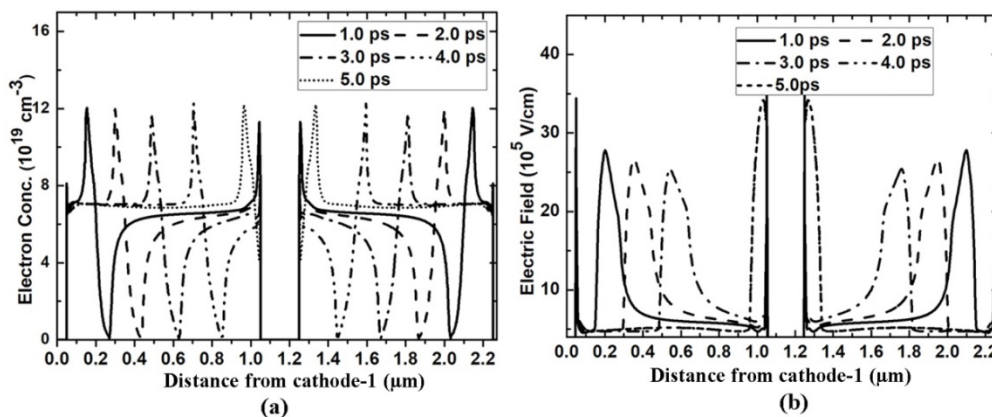 (a)
16
12
8
4
0
Electron Conc. (10^19 cm^-3)
1.0 ps 2.0 ps
3.0 ps 4.0 ps
5.0 ps
0.0 0.2 0.4 0.6 0.8 1.0 1.2 1.4 1.6 1.8 2.0 2.2
Distance from cathode-1 (μm)
(a)
(b)
40
30
20
10
Electric Field (10^5 V/cm)
1.0 ps 2.0 ps
3.0 ps 4.0 ps
5.0ps
0.0 0.2 0.4 0.6 0.8 1.0 1.2 1.4 1.6 1.8 2.0 2.2
Distance from cathode-1 (μm)
(b)